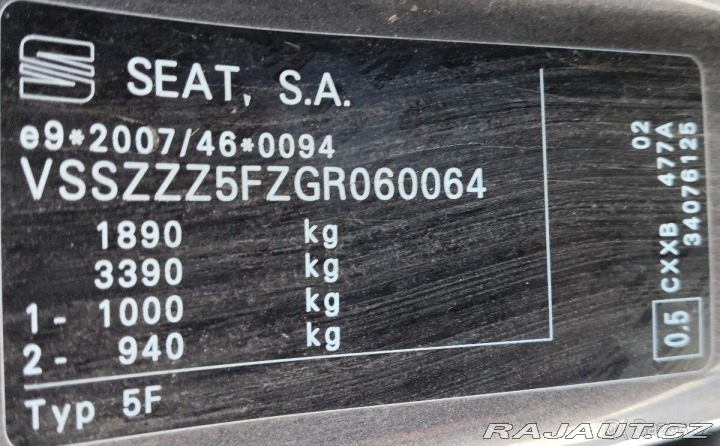 SEAT, S.A.
e9*2007/46*0094
VSSZZZ5FZGR060064
1890 kg
3390 kg
1- 1000 kg
2- 940 kg
Typ 5F
02
0.5 CXXB 477A
34076125
RAJAUT.CZ